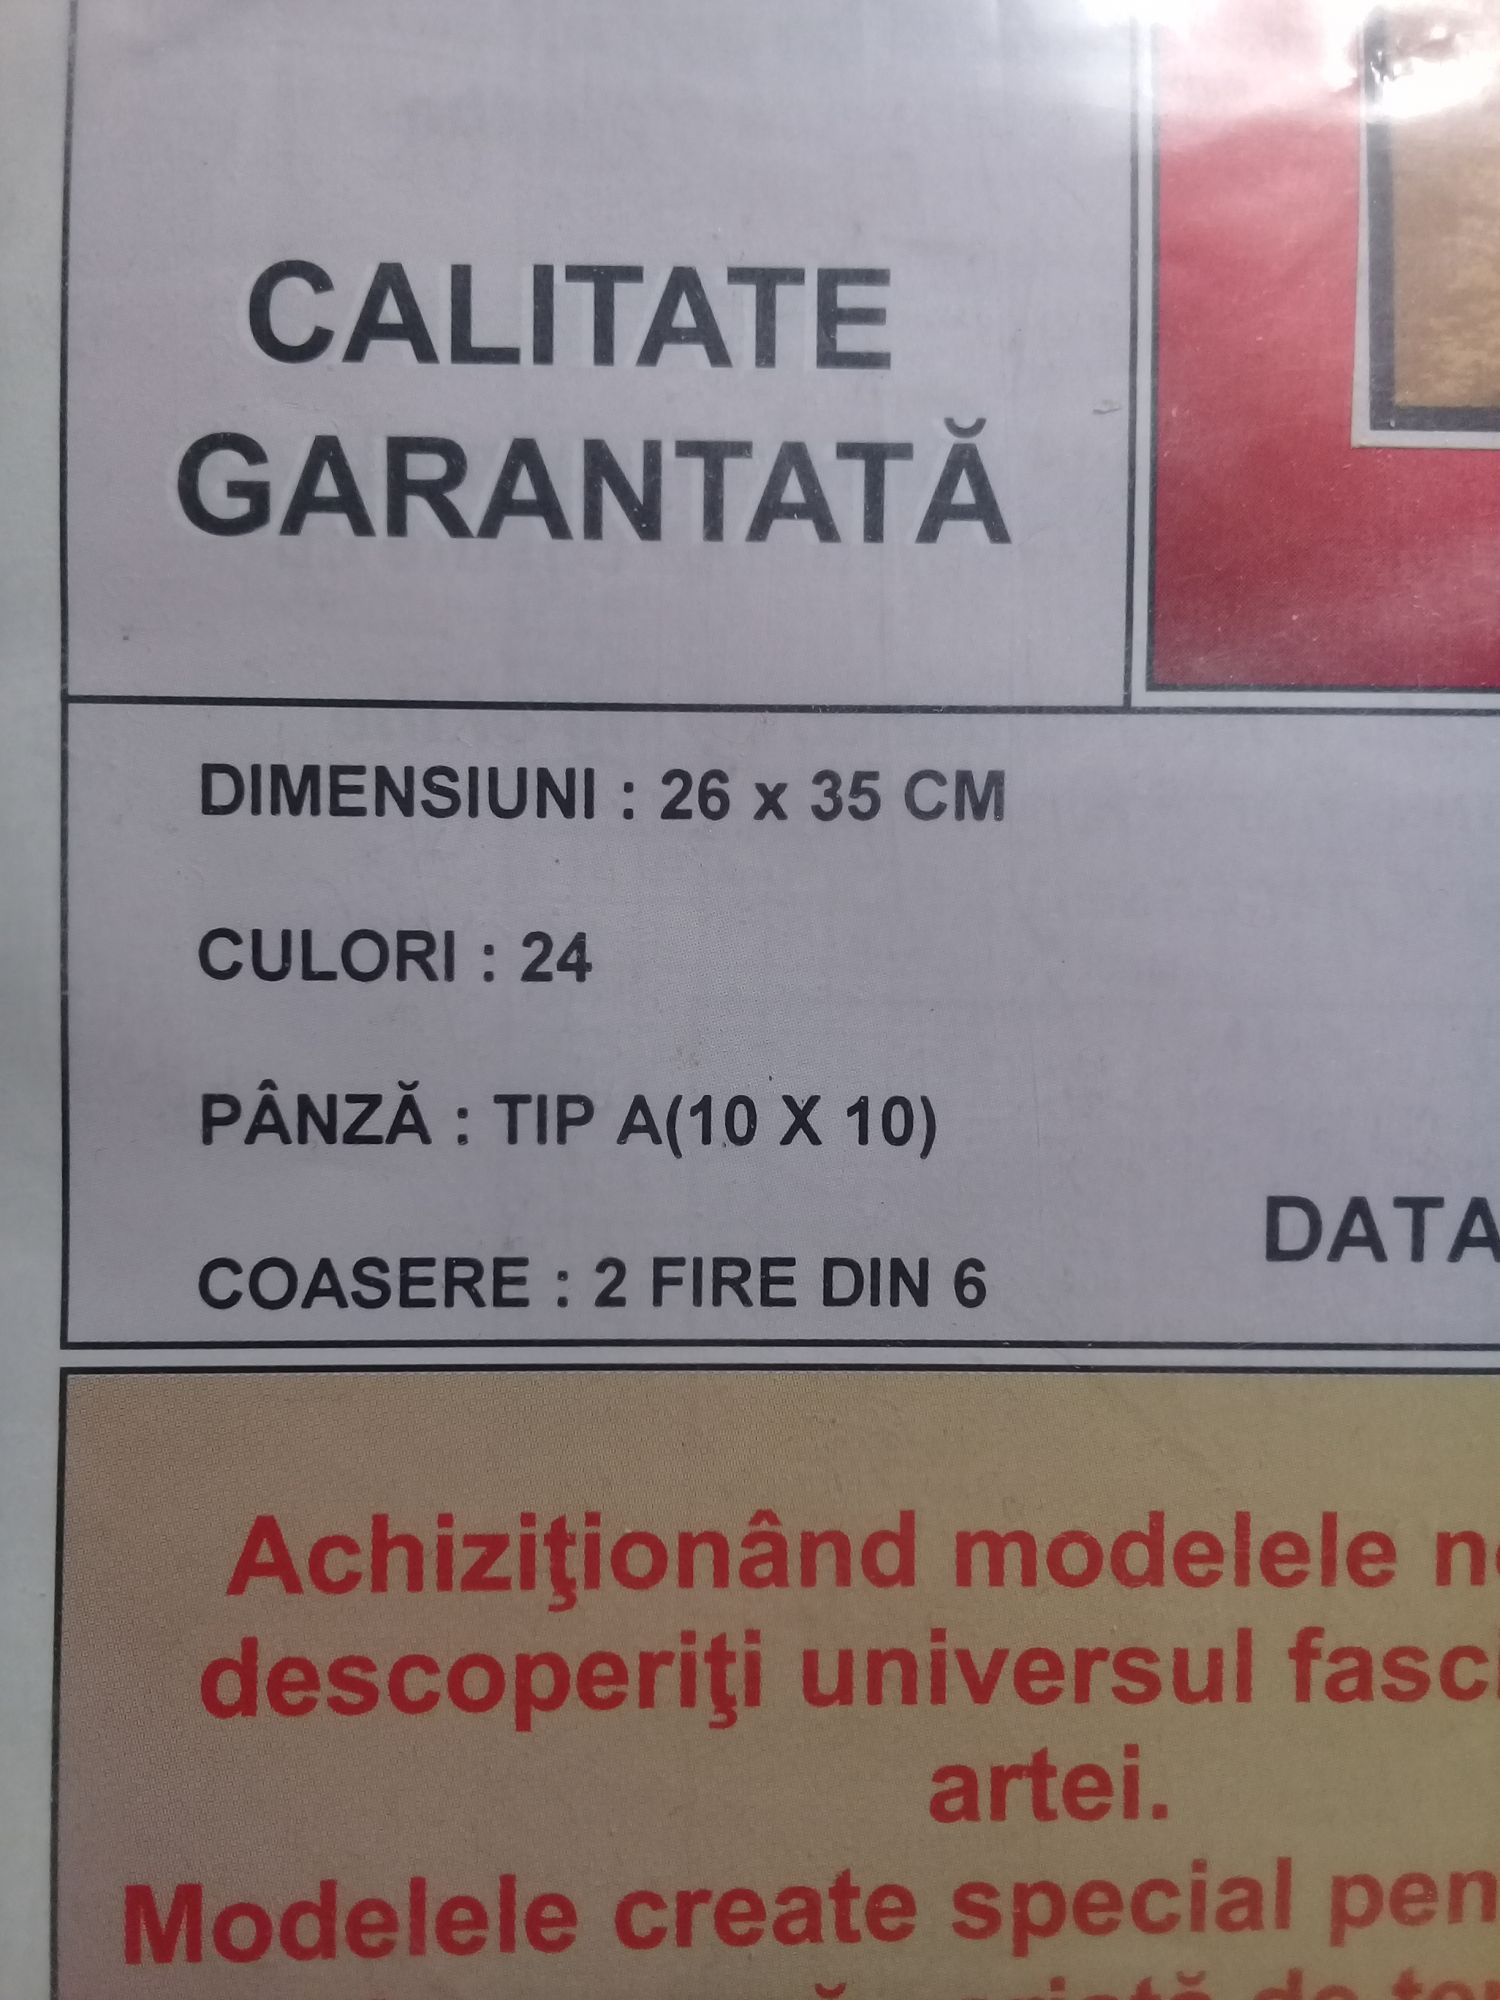 CALITATE
GARANTATĂ
DIMENSIUNI : 26 x 35 CM
CULORI : 24
PÂNZĂ : TIP A(10 X 10)
COASERE : 2 FIRE DIN 6
DATA
Achiziţionând modelele
descoperiţi universul
artei.
Modelele create special